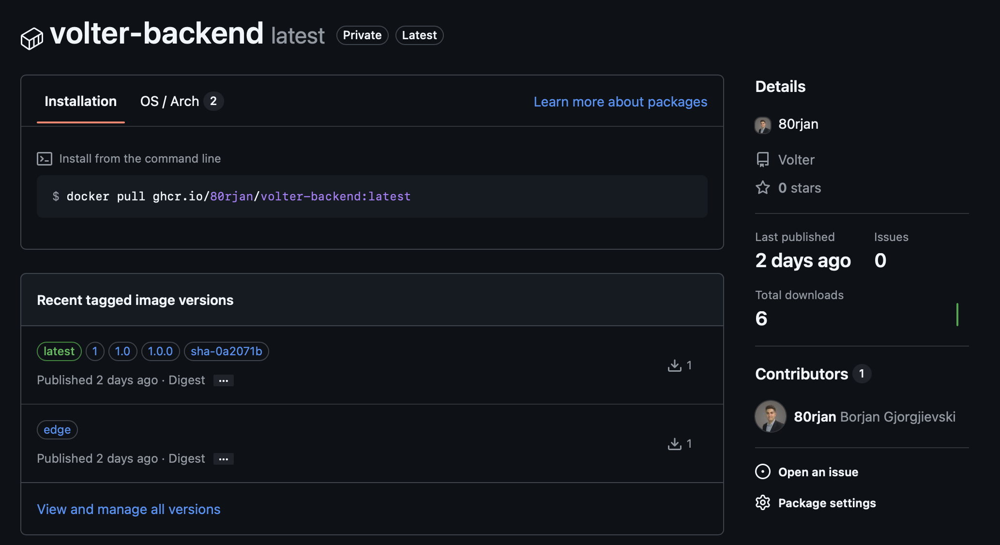 volter-backend latest Private Latest
Installation OS / Arch 2 Learn more about packages
Install from the command line
$ docker pull ghcr.io/80rjan/volter-backend:latest
Recent tagged image versions
latest 1 1.0 1.0.0 sha-0a2071b
Published 2 days ago · Digest ...
1
edge
Published 2 days ago · Digest ...
1
View and manage all versions
Details
80rjan
Volter
0 stars
Last published Issues
2 days ago 0
Total downloads
6
Contributors 1
80rjan Borjan Gjorgjievski
Open an issue
Package settings